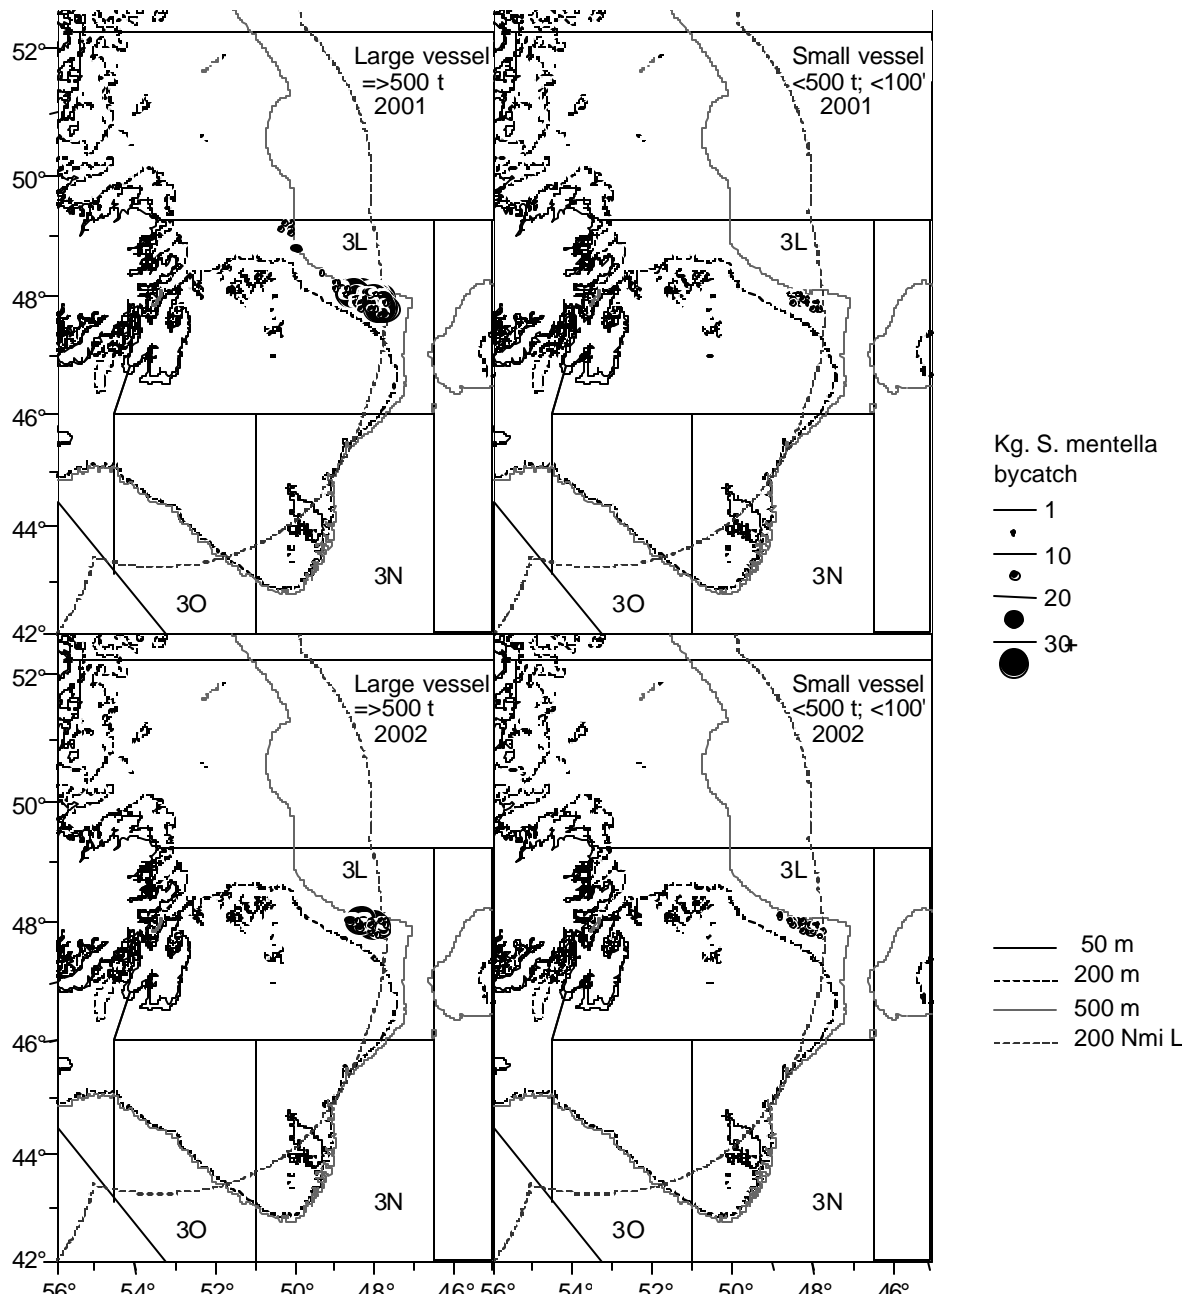 Large vessel
=>500 t
2001
Small vessel
<500 t; <100'
2001
52°
50°
48°
46°
44°
42°
3L
3N
3O
3L
3N
3O
Kg. S. mentella
bycatch
1
10
20
30+
Large vessel
=>500 t
2002
Small vessel
<500 t; <100'
2002
52°
50°
48°
46°
44°
42°
3L
3N
3O
3L
3N
3O
50 m
200 m
500 m
200 Nmi L
56° 54° 52° 50° 48° 46° 54° 52° 50° 48° 46°